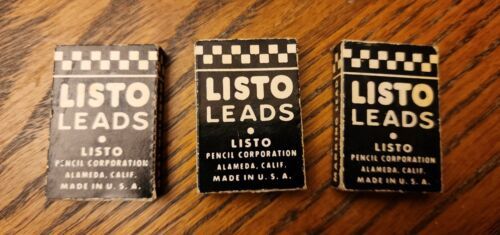 LISTO
LEADS
LISTO
PENCIL CORPORATION
ALAMEDA, CALIF.
MADE IN U. S. A.
LISTO
LEADS
LISTO
PENCIL CORPORATION
ALAMEDA, CALIF.
MADE IN U. S. A.
LISTO
LEADS
LISTO
PENCIL CORPORATION
ALAMEDA, CALIF.
MADE IN U. S. A.